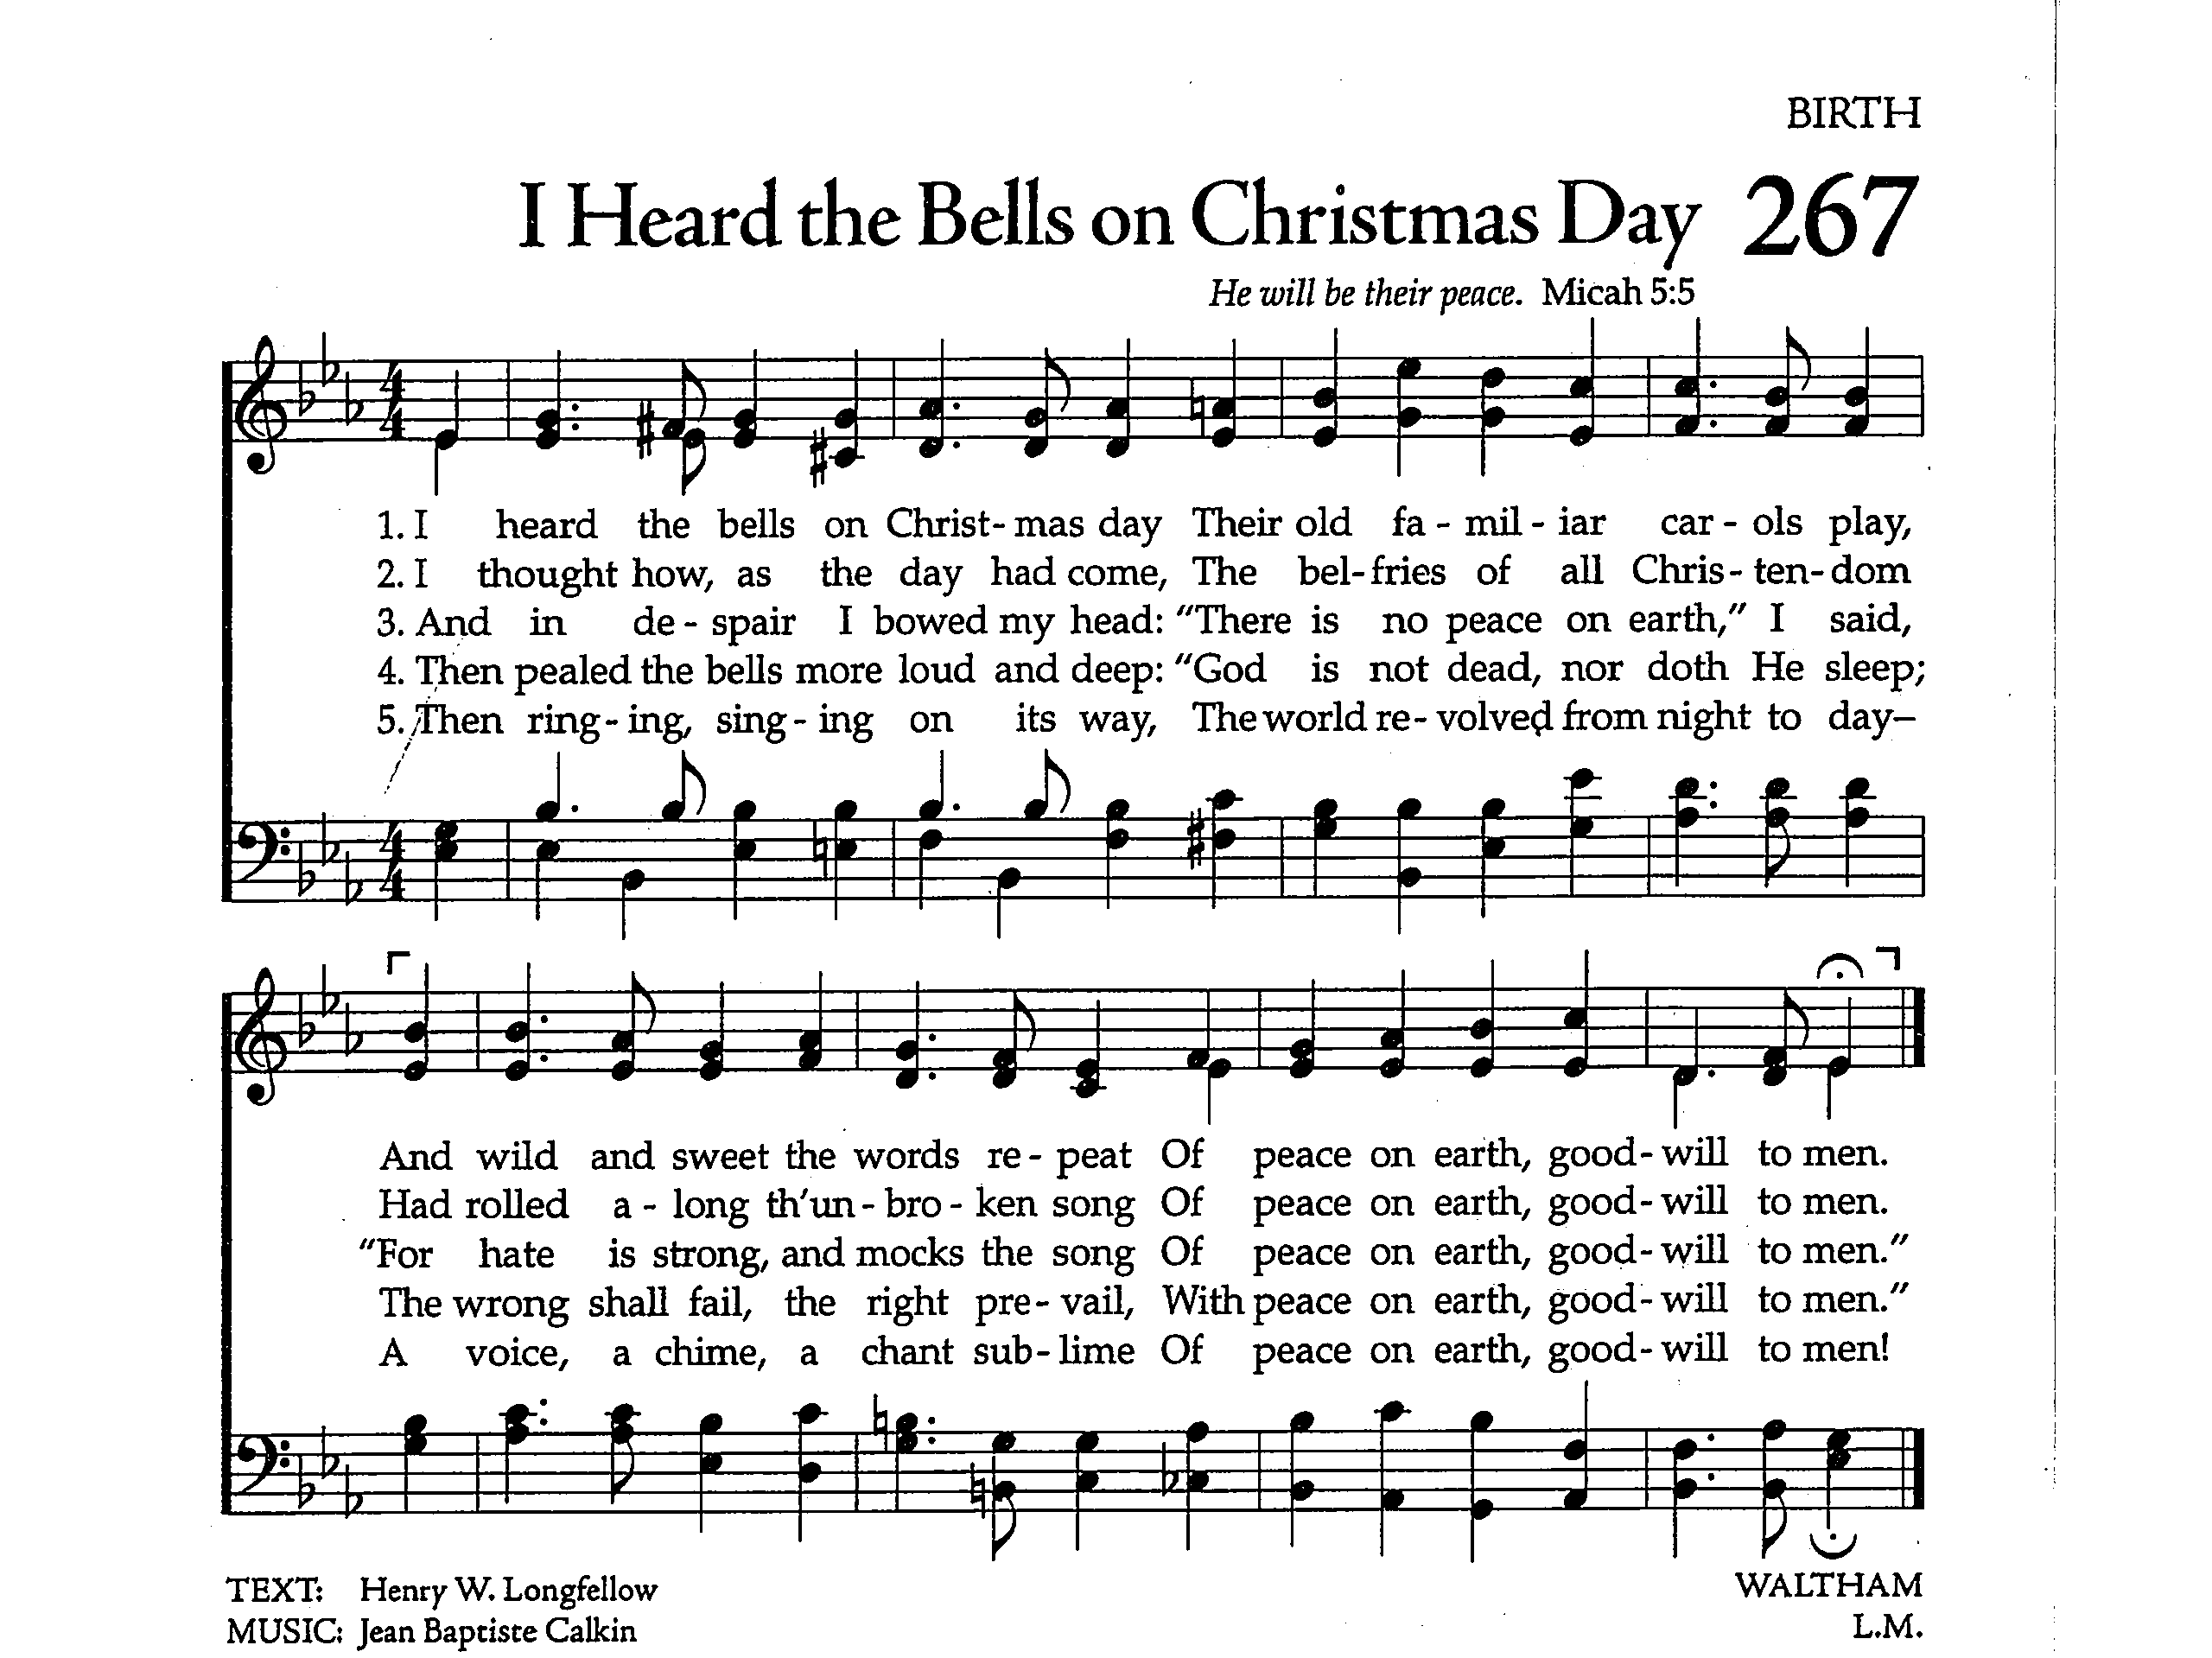 BIRTH
I Heard the Bells on Christmas Day 267
He will be their peace. Micah 5:5
1. I heard the bells on Christ- mas day Their old fa - mil - iar car - ols play,
2. I thought how, as the day had come, The bel- fries of all Chris- ten- dom
3. And in de - spair I bowed my head: "There is no peace on earth," I said,
4. Then pealed the bells more loud and deep: "God is not dead, nor doth He sleep;
5. Then ring- ing, sing- ing on its way, The world re- volved from night to day–
And wild and sweet the words re - peat Of peace on earth, good- will to men.
Had rolled a - long th'un - bro - ken song Of peace on earth, good- will to men.
"For hate is strong, and mocks the song Of peace on earth, good- will to men."
The wrong shall fail, the right pre- vail, With peace on earth, good- will to men."
A voice, a chime, a chant sub- lime Of peace on earth, good- will to men!
TEXT: Henry W. Longfellow WALTHAM
MUSIC: Jean Baptiste Calkin L.M.